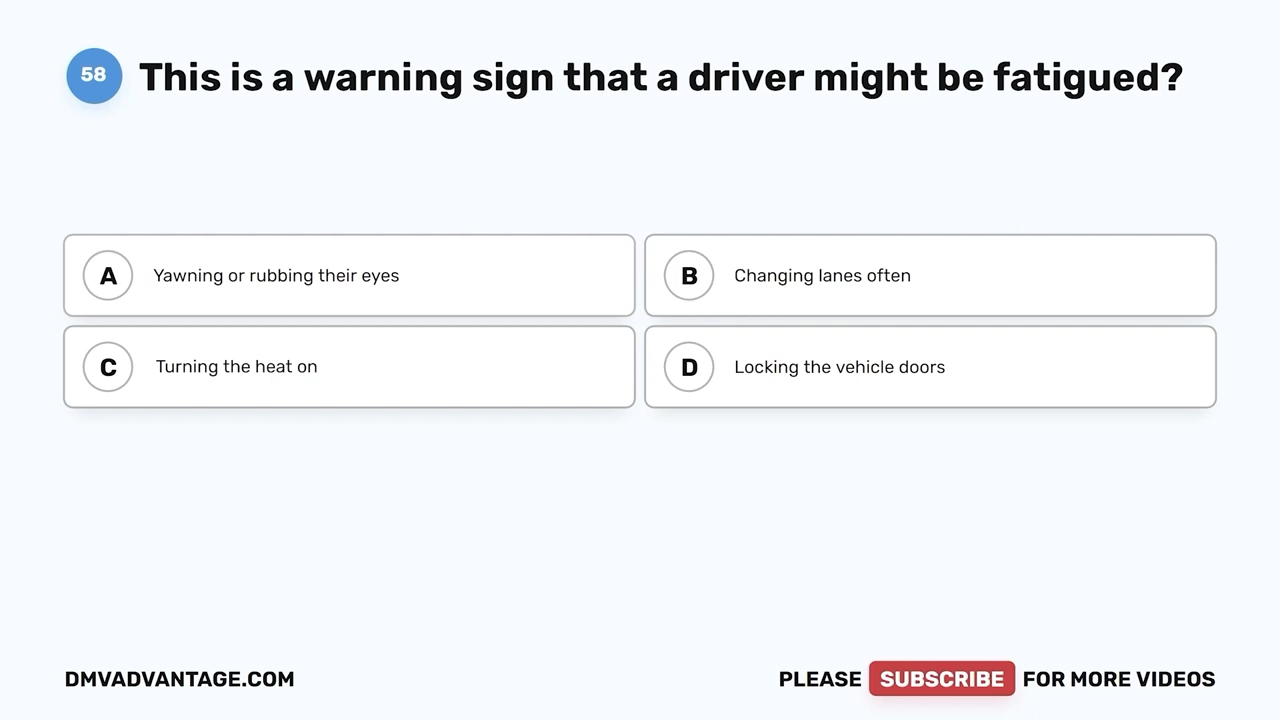 58 This is a warning sign that a driver might be fatigued?
A Yawning or rubbing their eyes
B Changing lanes often
C Turning the heat on
D Locking the vehicle doors
DMVADVANTAGE.COM
PLEASE SUBSCRIBE FOR MORE VIDEOS